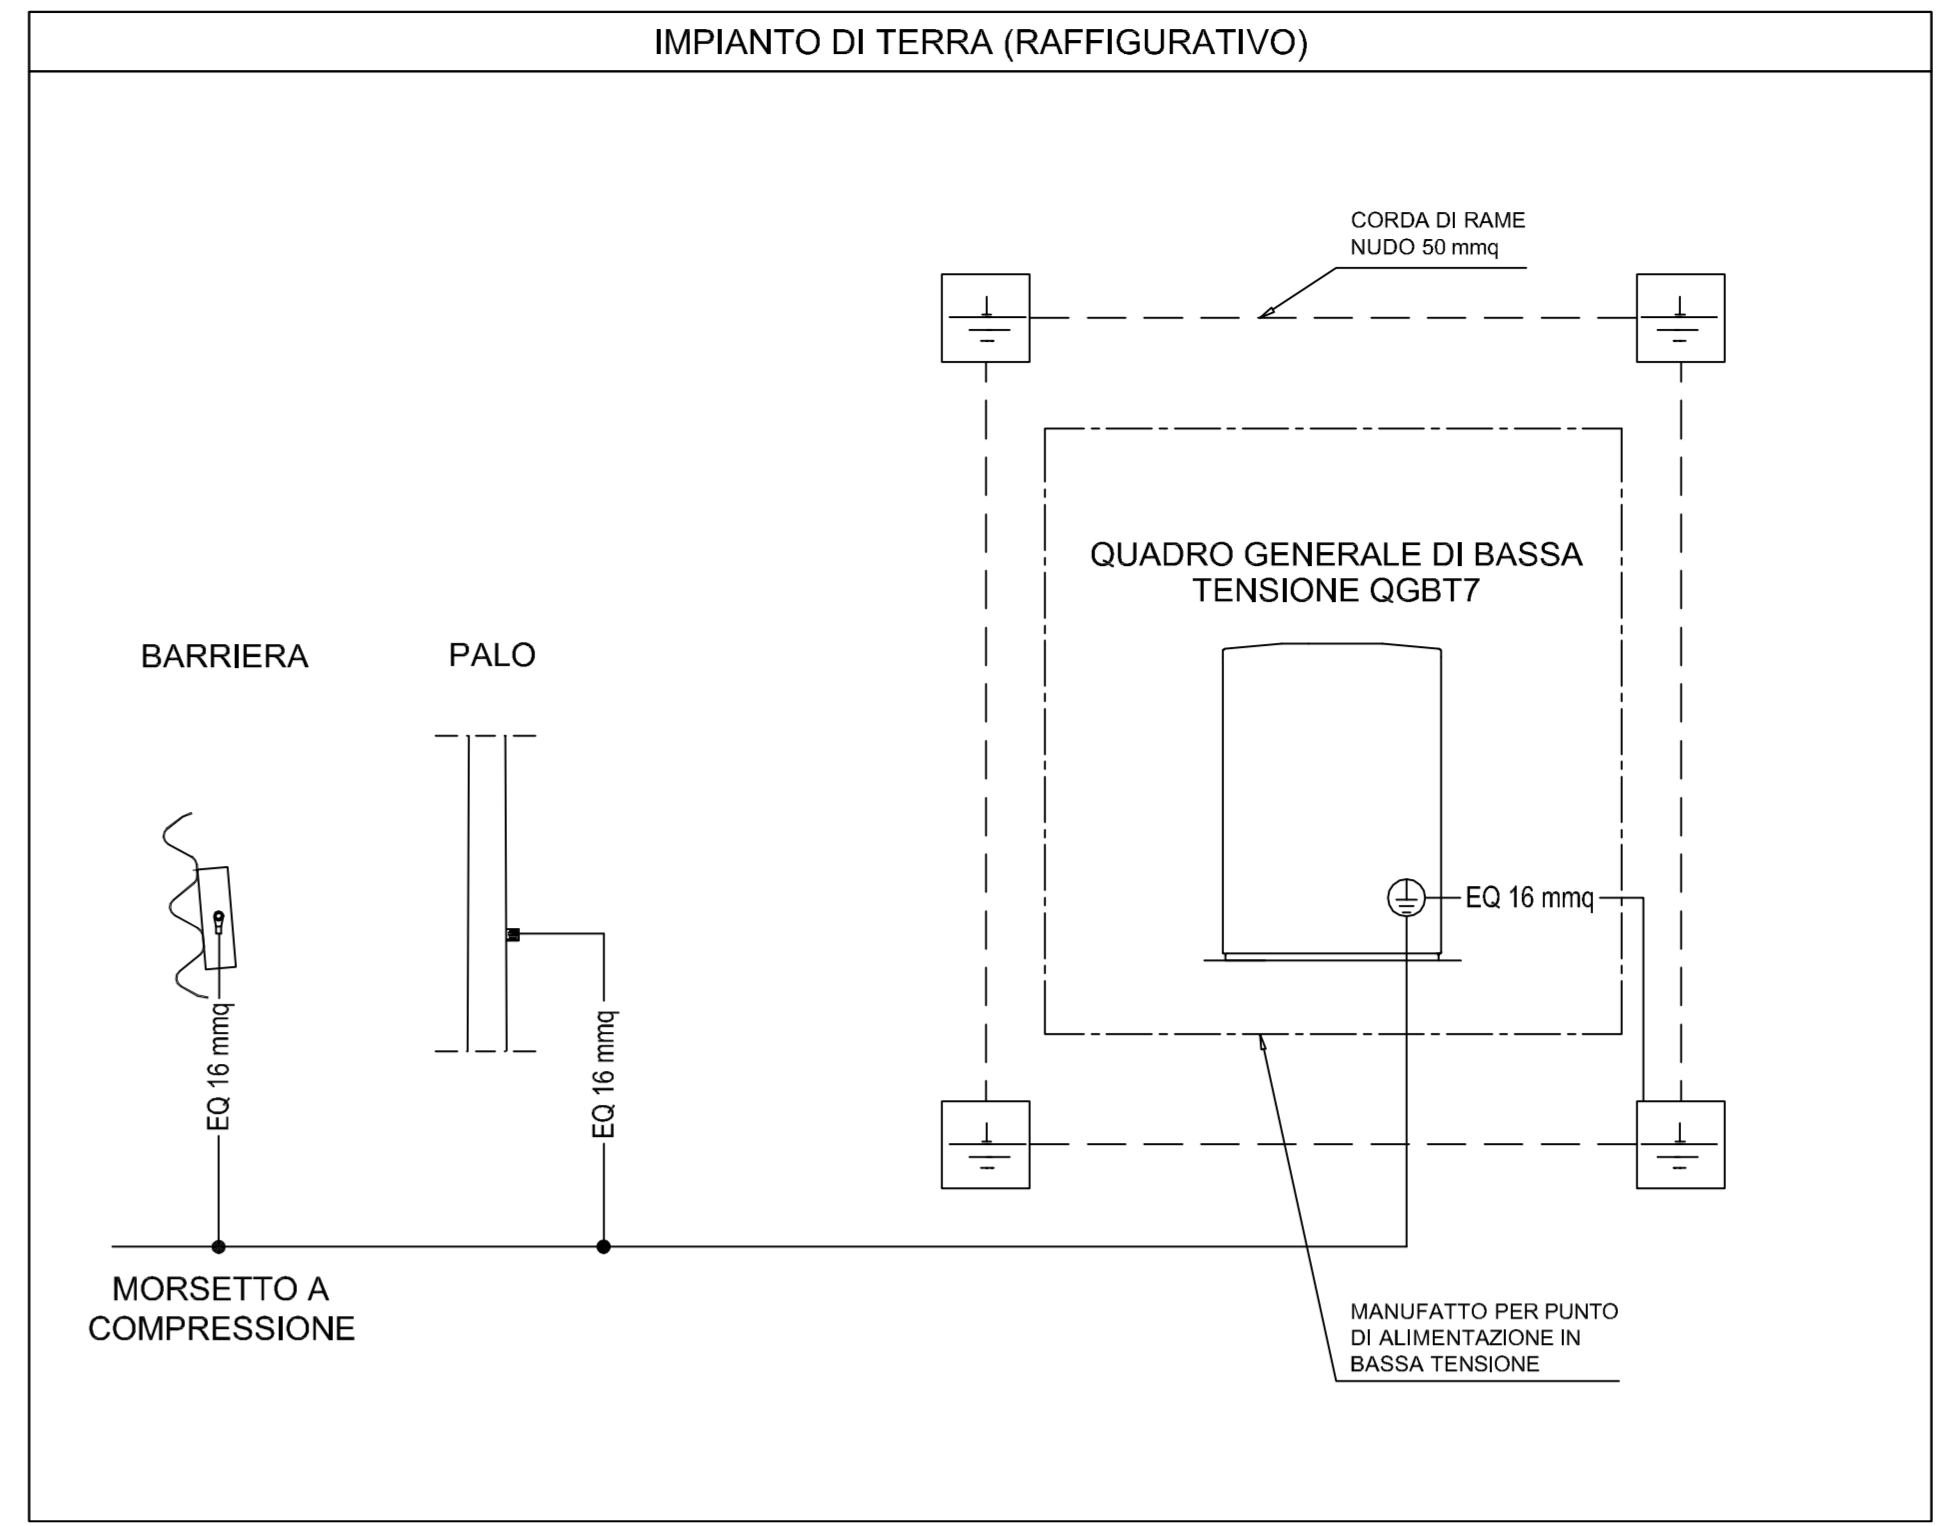 IMPIANTO DI TERRA (RAFFIGURATIVO)
CORDA DI RAME
NUDO 50 mmq
QUADRO GENERALE DI BASSA
TENSIONE QGBT7
BARRIERA
PALO
EQ 16 mmq
EQ 16 mmq
EQ 16 mmq
MORSETTO A
COMPRESSIONE
MANUFATTO PER PUNTO
DI ALIMENTAZIONE IN
BASSA TENSIONE